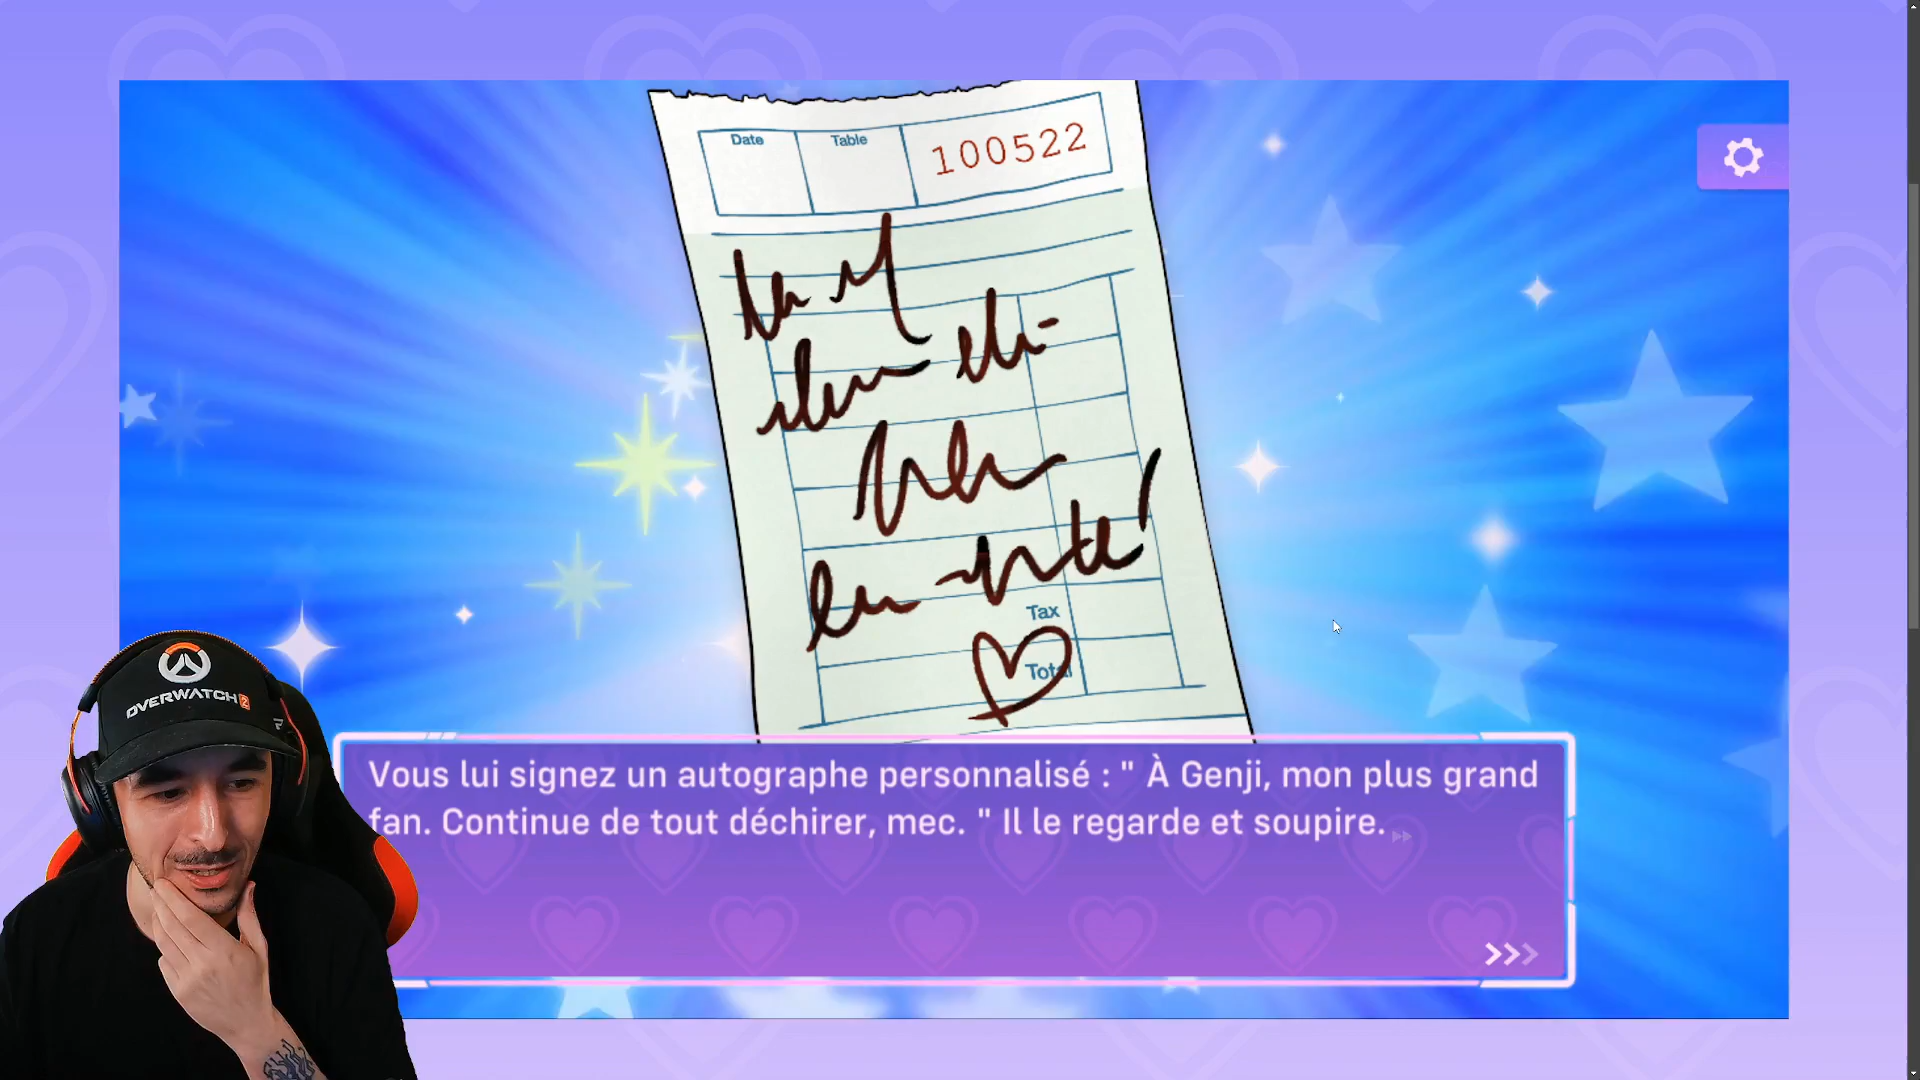 Date
Table
100522
Tax
Total
OVERWATCH 2
Vous lui signez un autographe personnalisé : " À Genji, mon plus grand
fan. Continue de tout déchirer, mec. " Il le regarde et soupire.